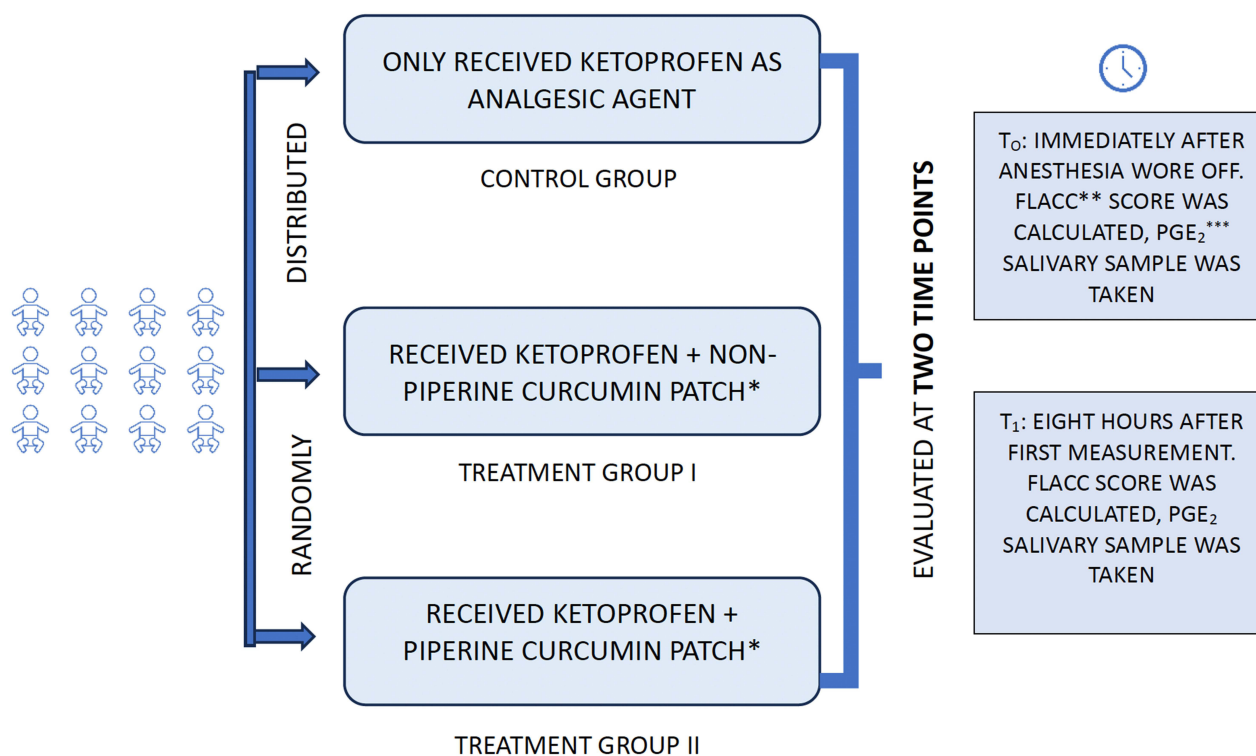 DISTRIBUTED
RANDOMLY
ONLY RECEIVED KETOPROFEN AS
ANALGESIC AGENT
CONTROL GROUP
RECEIVED KETOPROFEN + NON-
PIPERINE CURCUMIN PATCH*
TREATMENT GROUP I
RECEIVED KETOPROFEN +
PIPERINE CURCUMIN PATCH*
TREATMENT GROUP II
EVALUATED AT TWO TIME POINTS
T₀: IMMEDIATELY AFTER
ANESTHESIA WORE OFF.
FLACC** SCORE WAS
CALCULATED, PGE₂***
SALIVARY SAMPLE WAS
TAKEN
T₁: EIGHT HOURS AFTER
FIRST MEASUREMENT.
FLACC SCORE WAS
CALCULATED, PGE₂
SALIVARY SAMPLE WAS
TAKEN